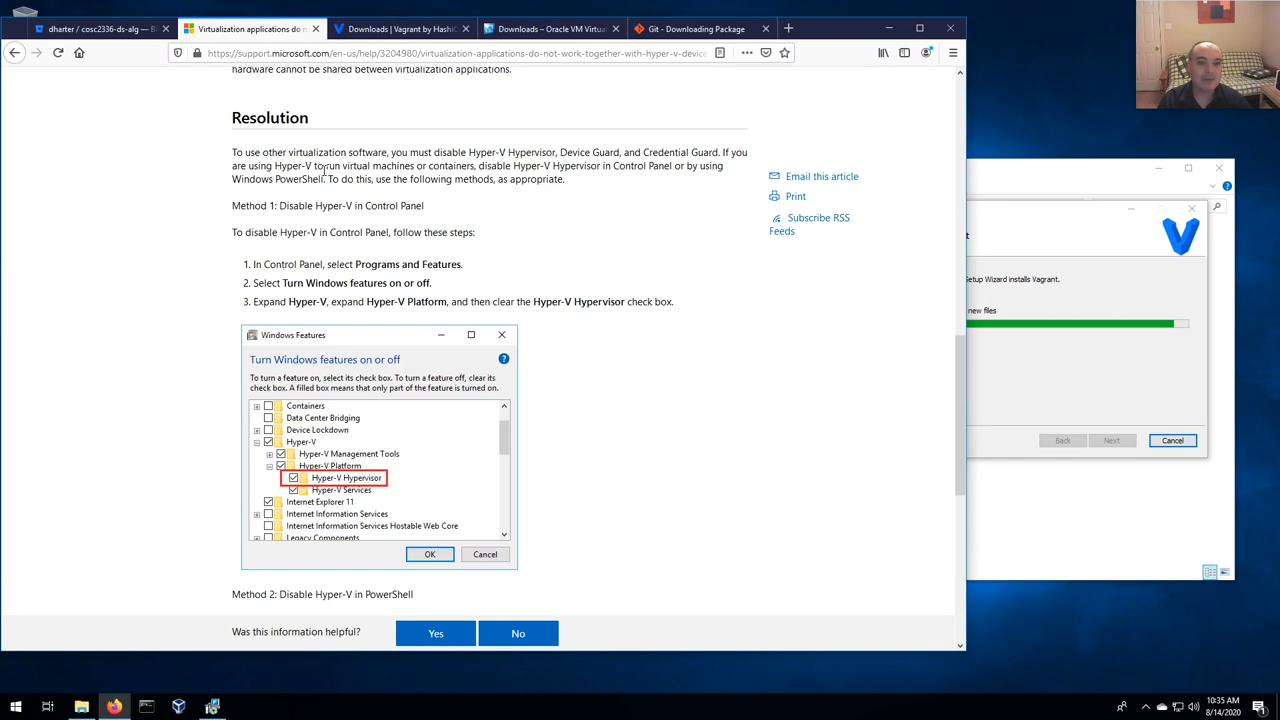 dharter / cosc2336-ds-alg — B
Virtualization applications do n
Downloads | Vagrant by HashiC
Downloads – Oracle VM Virtua
Git - Downloading Package
https://support.microsoft.com/en-us/help/3204980/virtualization-applications-do-not-work-together-with-hyper-v-device
hardware cannot be shared between virtualization applications.
Resolution
To use other virtualization software, you must disable Hyper-V Hypervisor, Device Guard, and Credential Guard. If you
are using Hyper-V to run virtual machines or containers, disable Hyper-V Hypervisor in Control Panel or by using
Windows PowerShell. To do this, use the following methods, as appropriate.
Method 1: Disable Hyper-V in Control Panel
To disable Hyper-V in Control Panel, follow these steps:
1. In Control Panel, select Programs and Features.
2. Select Turn Windows features on or off.
3. Expand Hyper-V, expand Hyper-V Platform, and then clear the Hyper-V Hypervisor check box.
Windows Features
Turn Windows features on or off
To turn a feature on, select its check box. To turn a feature off, clear its
check box. A filled box means that only part of the feature is turned on.
Containers
Data Center Bridging
Device Lockdown
Hyper-V
Hyper-V Management Tools
Hyper-V Platform
Hyper-V Hypervisor
Hyper-V Services
Internet Explorer 11
Internet Information Services
Internet Information Services Hostable Web Core
Legacy Components
OK
Cancel
Method 2: Disable Hyper-V in PowerShell
Was this information helpful?
Yes
No
Email this article
Print
Subscribe RSS
Feeds
t
Setup Wizard installs Vagrant.
new files
Back
Next
Cancel
10:35 AM
8/14/2020
1